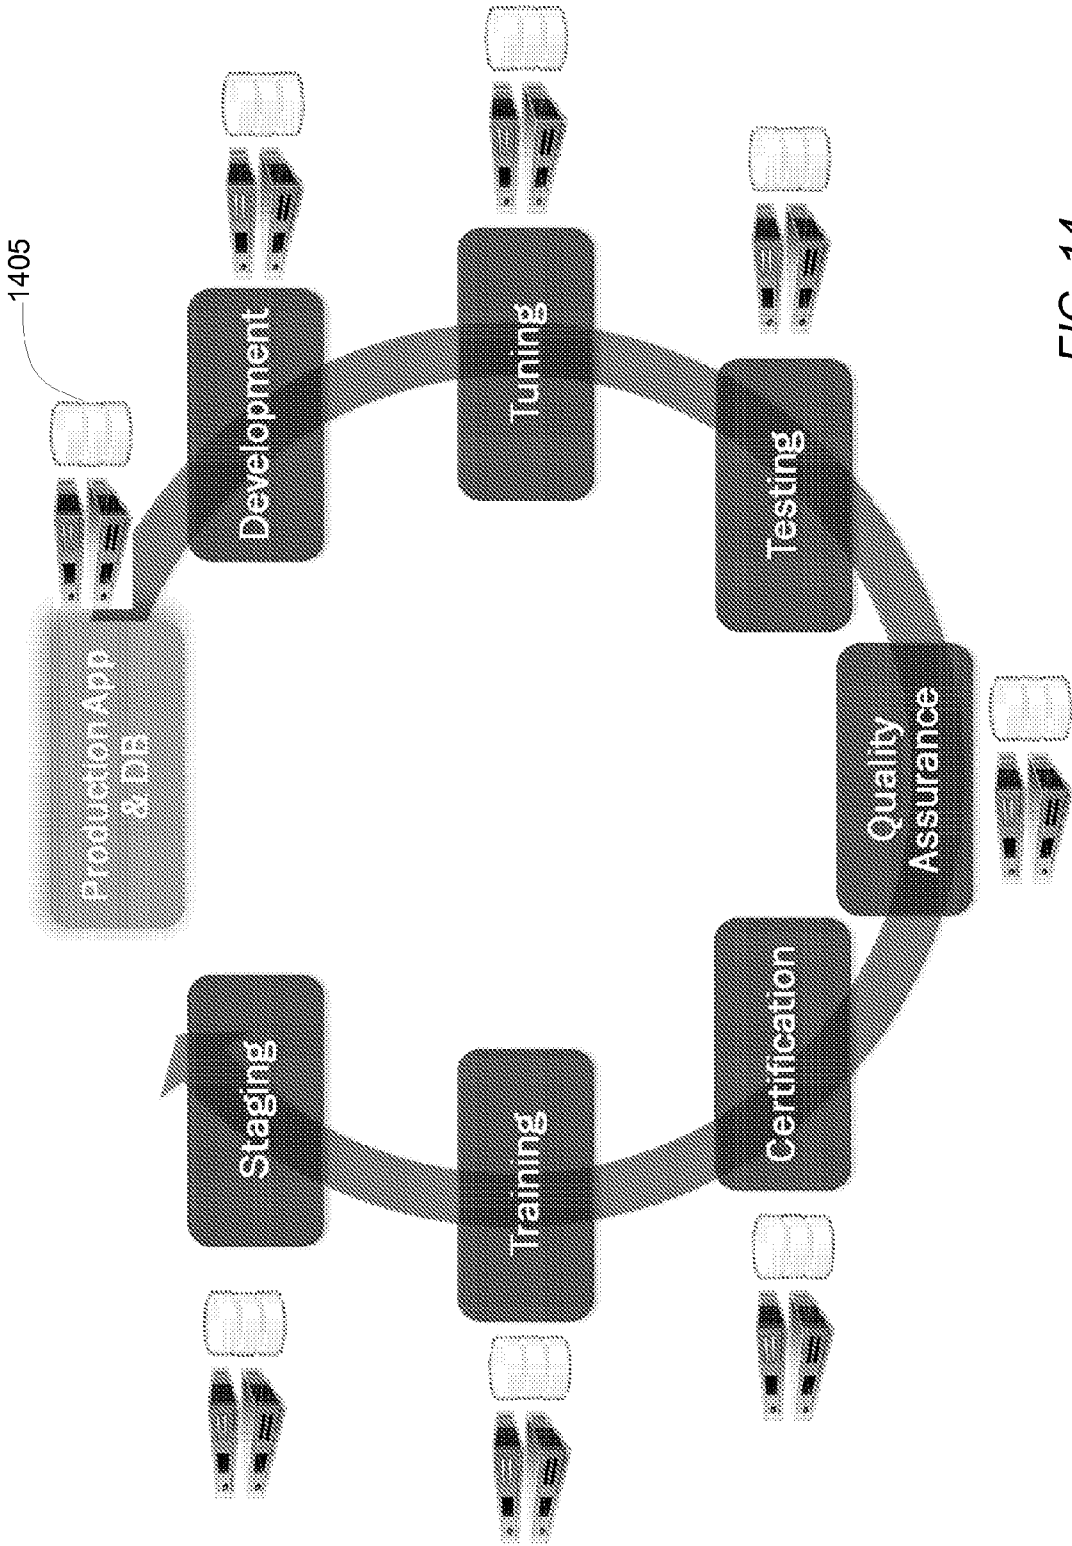 1405
Production App
& DB
Development
Tuning
Testing
Quality
Assurance
Certification
Training
Staging
FIG. 14